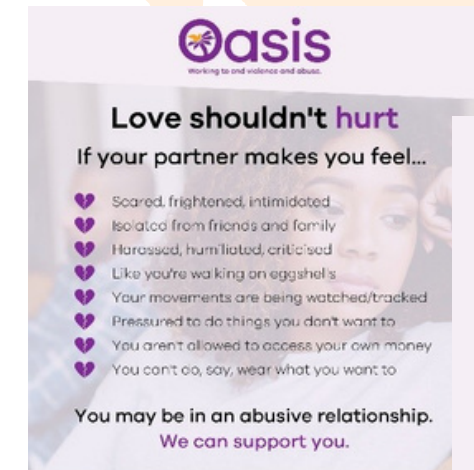 Oasis
Working to end violence and abuse.
Love shouldn't hurt
If your partner makes you feel...
Scared, frightened, intimidated
Isolated from friends and family
Harassed, humiliated, criticised
Like you're walking on eggshells
Your movements are being watched/tracked
Pressured to do things you don't want to
You aren't allowed to access your own money
You can't do, say, wear what you want to
You may be in an abusive relationship.
We can support you.